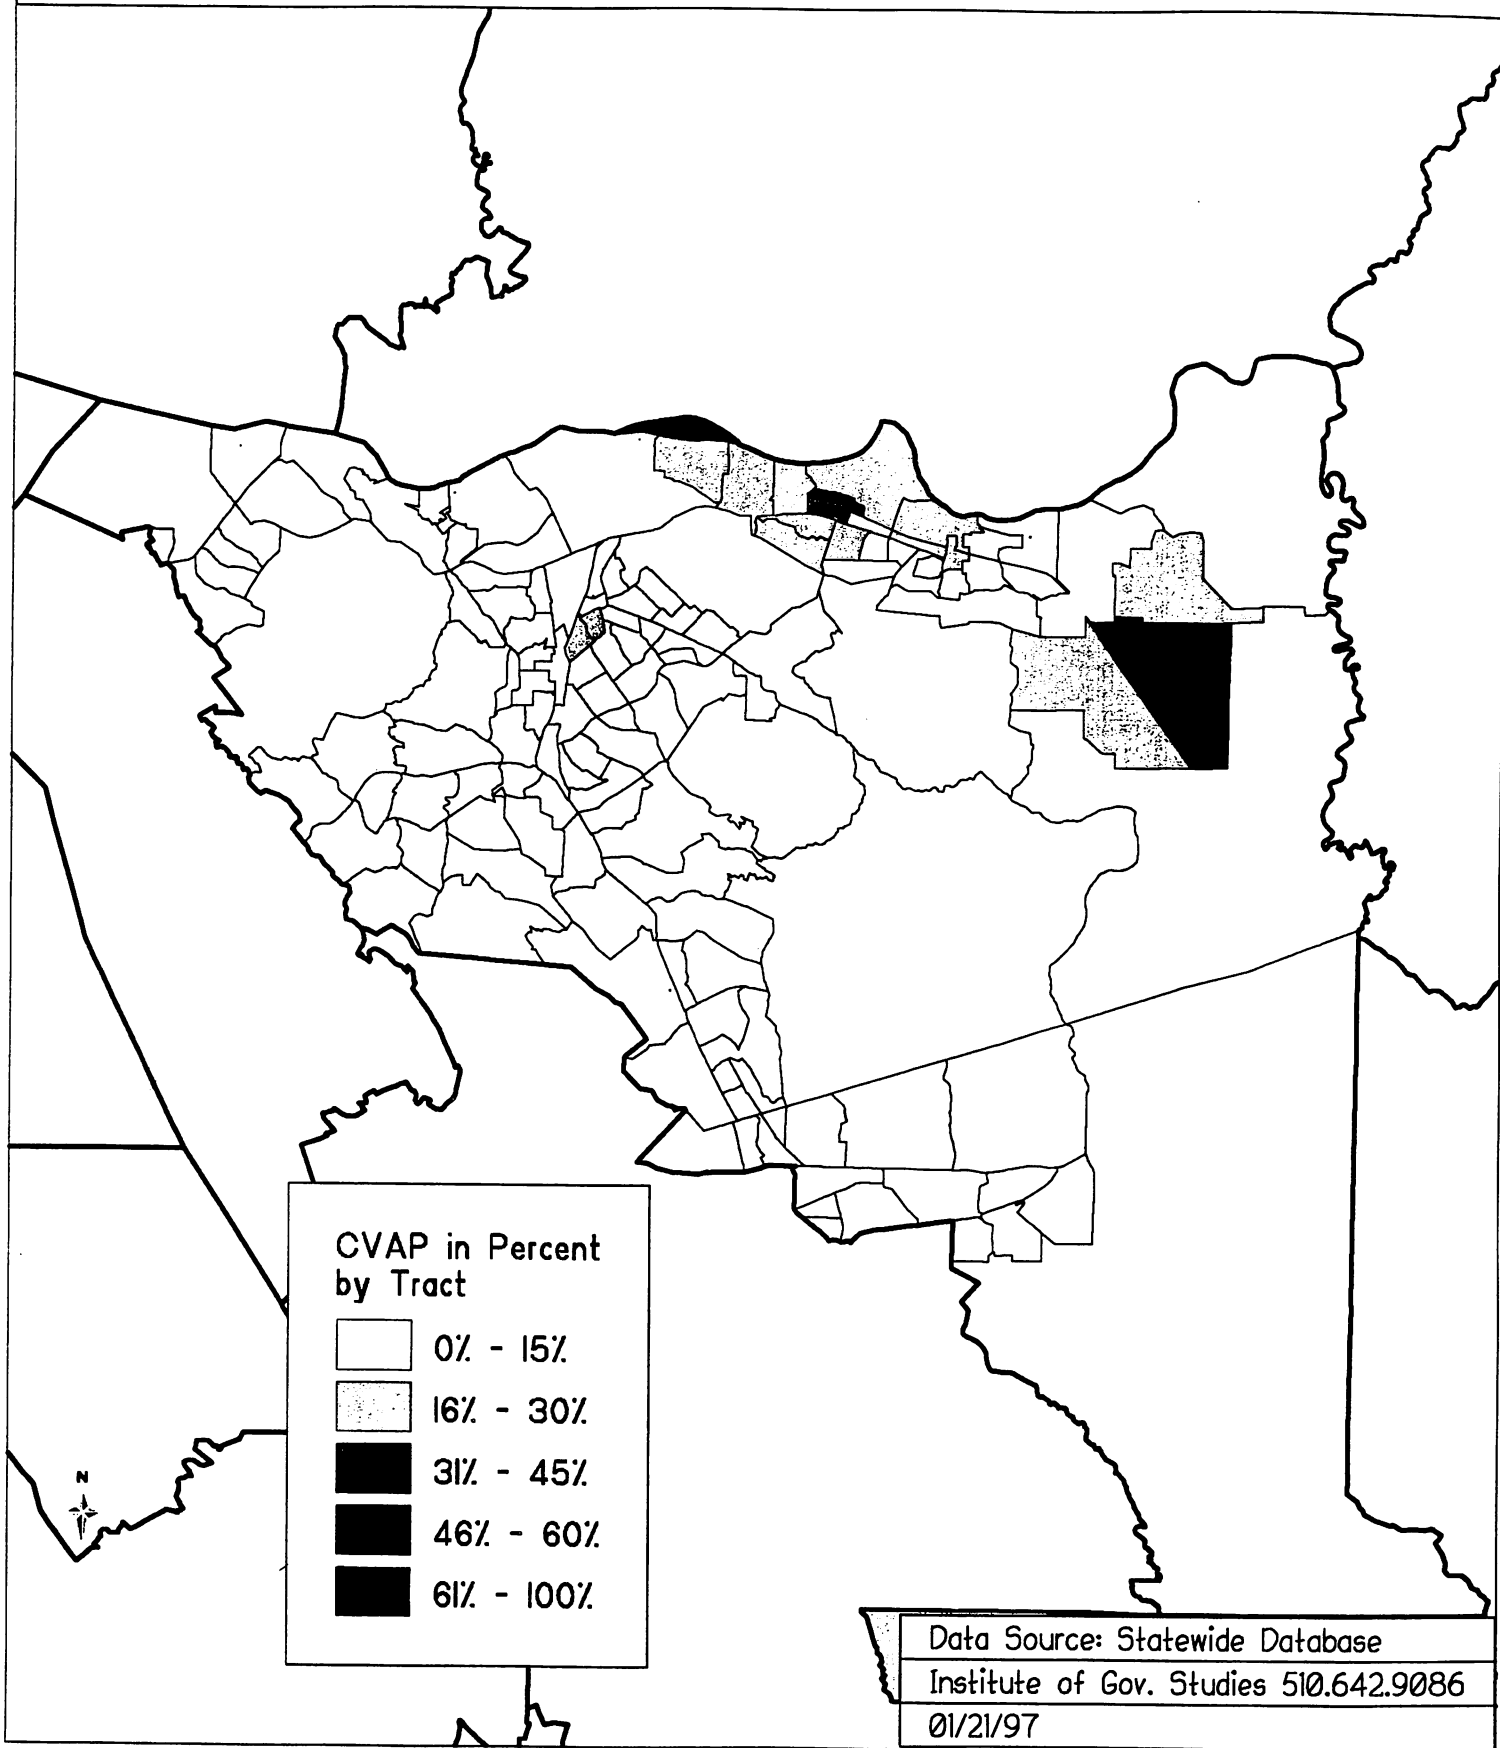 CVAP in Percent
by Tract
0% - 15%
16% - 30%
31% - 45%
46% - 60%
61% - 100%
N
Data Source: Statewide Database
Institute of Gov. Studies 510.642.9086
01/21/97